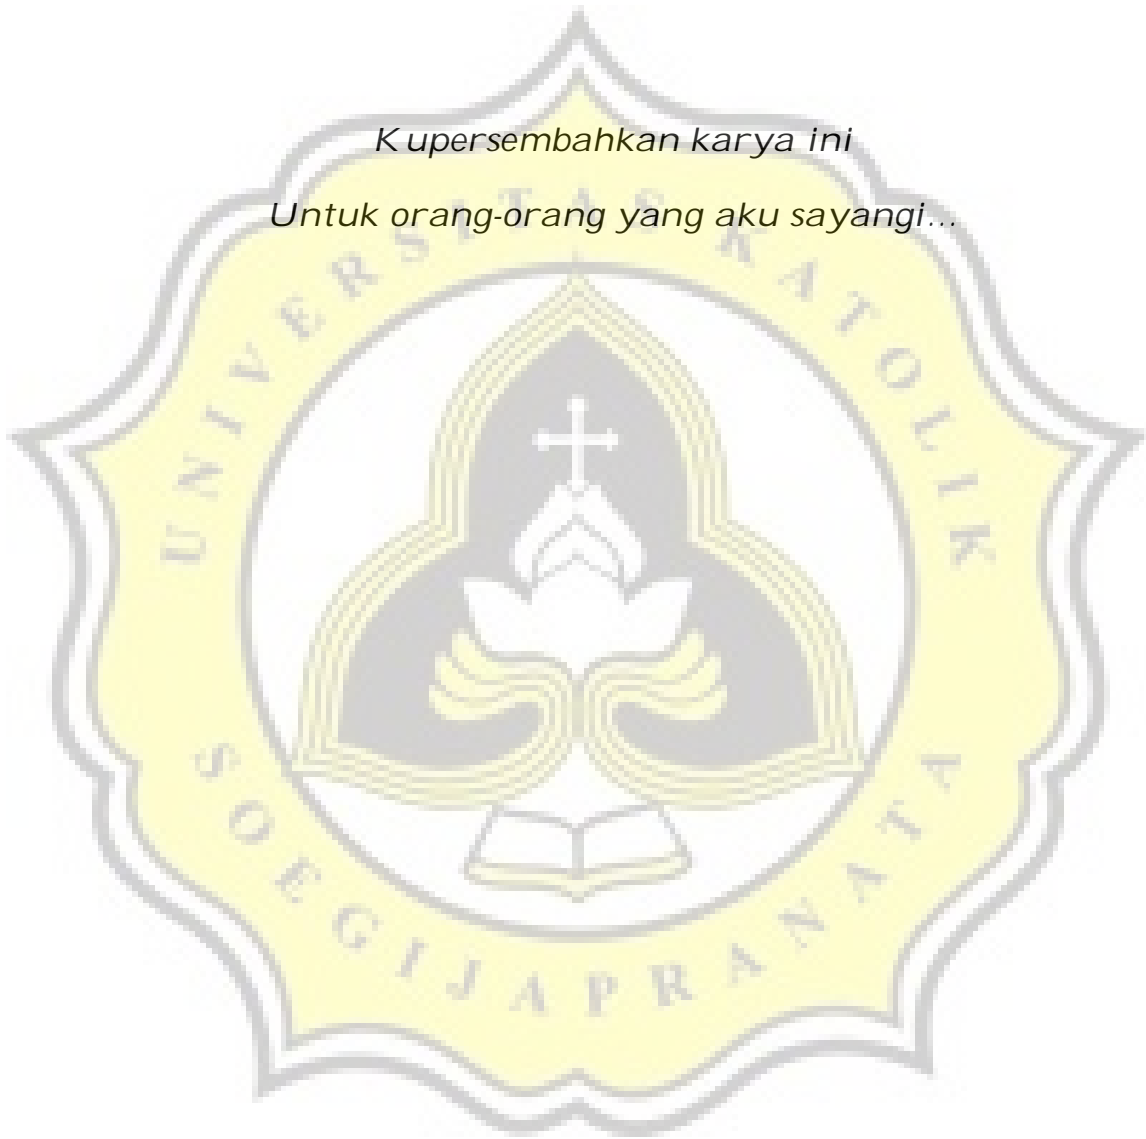 Kupersembahkan karya ini
Untuk orang-orang yang aku sayangi...
UNIVERSITAS KATOLIK
SOEGIJAPRANATA